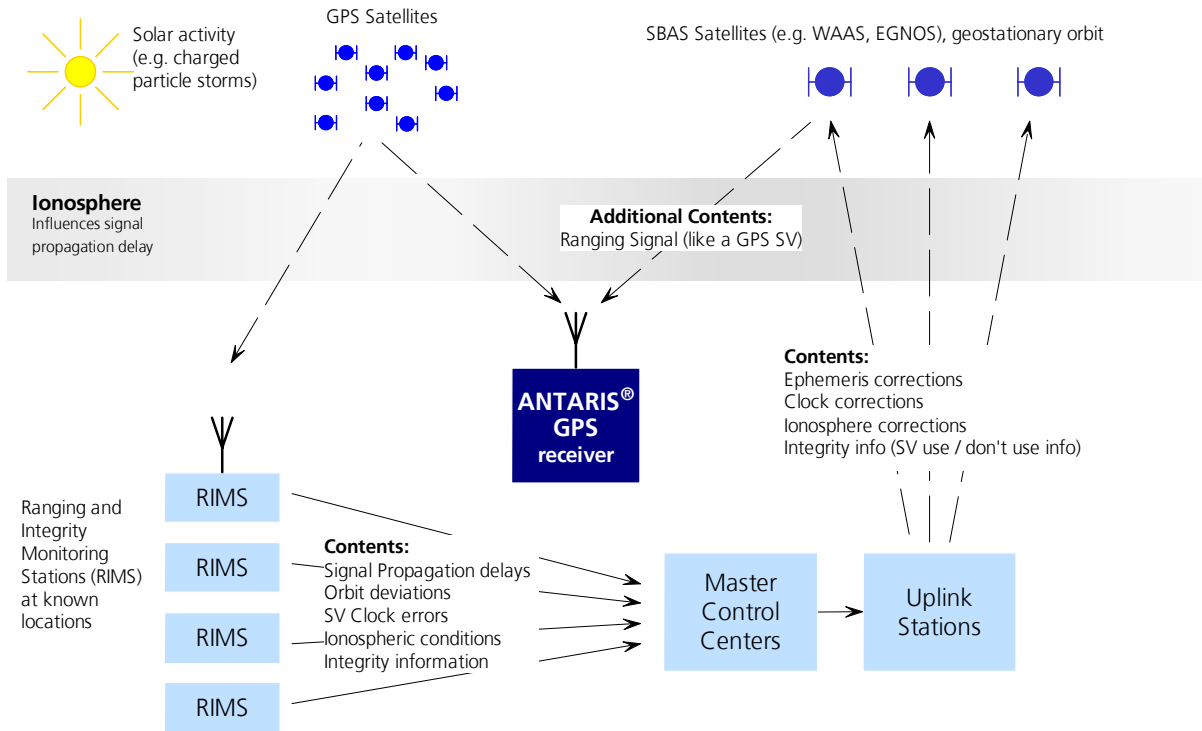 GPS Satellites
Solar activity
(e.g. charged
particle storms)
SBAS Satellites (e.g. WAAS, EGNOS), geostationary orbit
Ionosphere
Influences signal
propagation delay
Additional Contents:
Ranging Signal (like a GPS SV)
ANTARIS®
GPS
receiver
Contents:
Ephemeris corrections
Clock corrections
Ionosphere corrections
Integrity info (SV use / don't use info)
Ranging and
Integrity
Monitoring
Stations (RIMS)
at known
locations
RIMS
RIMS
RIMS
RIMS
Contents:
Signal Propagation delays
Orbit deviations
SV Clock errors
Ionospheric conditions
Integrity information
Master
Control
Centers
Uplink
Stations